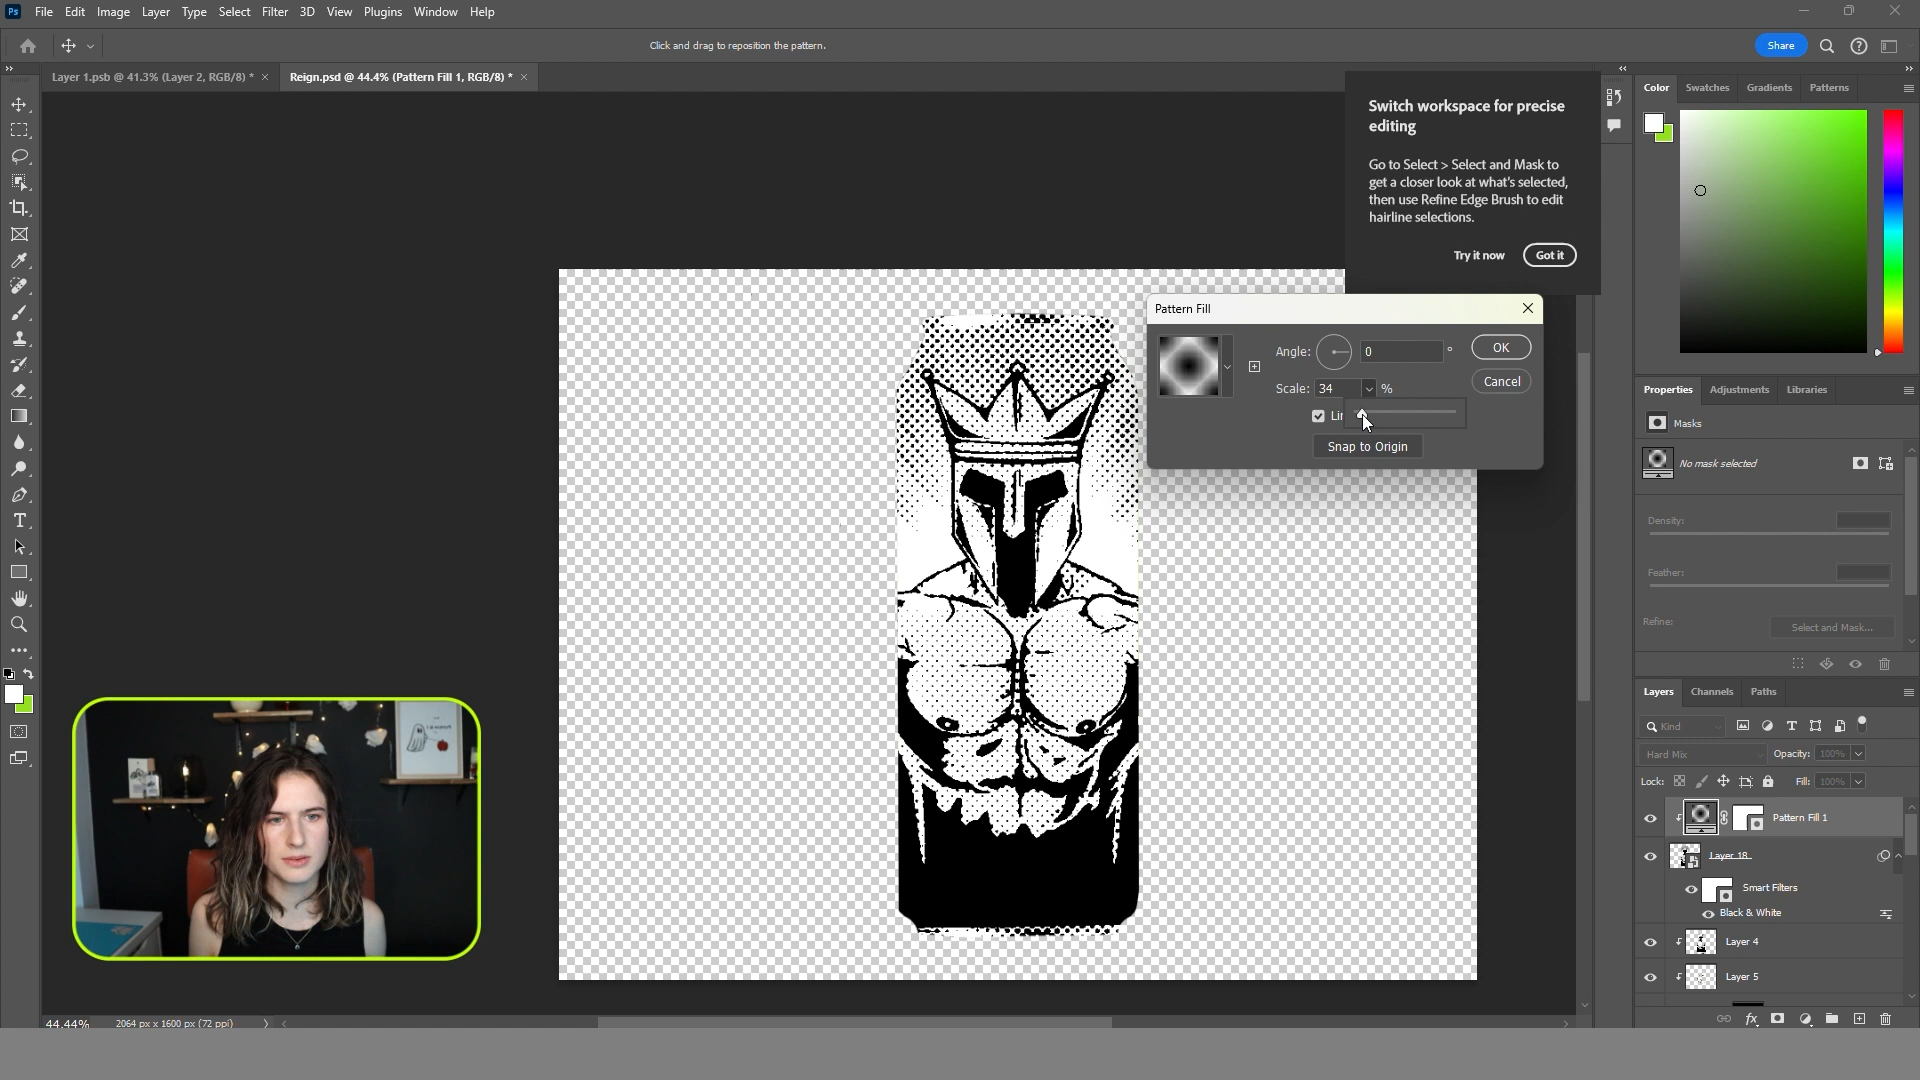 Ps File Edit Image Layer Type Select Filter 3D View Plugins Window Help
Click and drag to reposition the pattern.
Share
Layer 1.psb @ 41.3% (Layer 2, RGB/8) *
Reign.psd @ 44.4% (Pattern Fill 1, RGB/8) *
Switch workspace for precise
editing
Go to Select > Select and Mask to
get a closer look at what's selected,
then use Refine Edge Brush to edit
hairline selections.
Try it now
Got it
Color Swatches Gradients Patterns
Pattern Fill
Angle: 0 °
OK
Scale: 34 %
Cancel
Lin
Snap to Origin
Properties Adjustments Libraries
Masks
No mask selected
Density:
Feather:
Refine:
Select and Mask...
Layers Channels Paths
Kind
Hard Mix
Opacity: 100%
Lock:
Fill: 100%
Pattern Fill 1
Layer 18
Smart Filters
Black & White
Layer 4
Layer 5
fx
44.44%
2064 px x 1600 px (72 ppi)